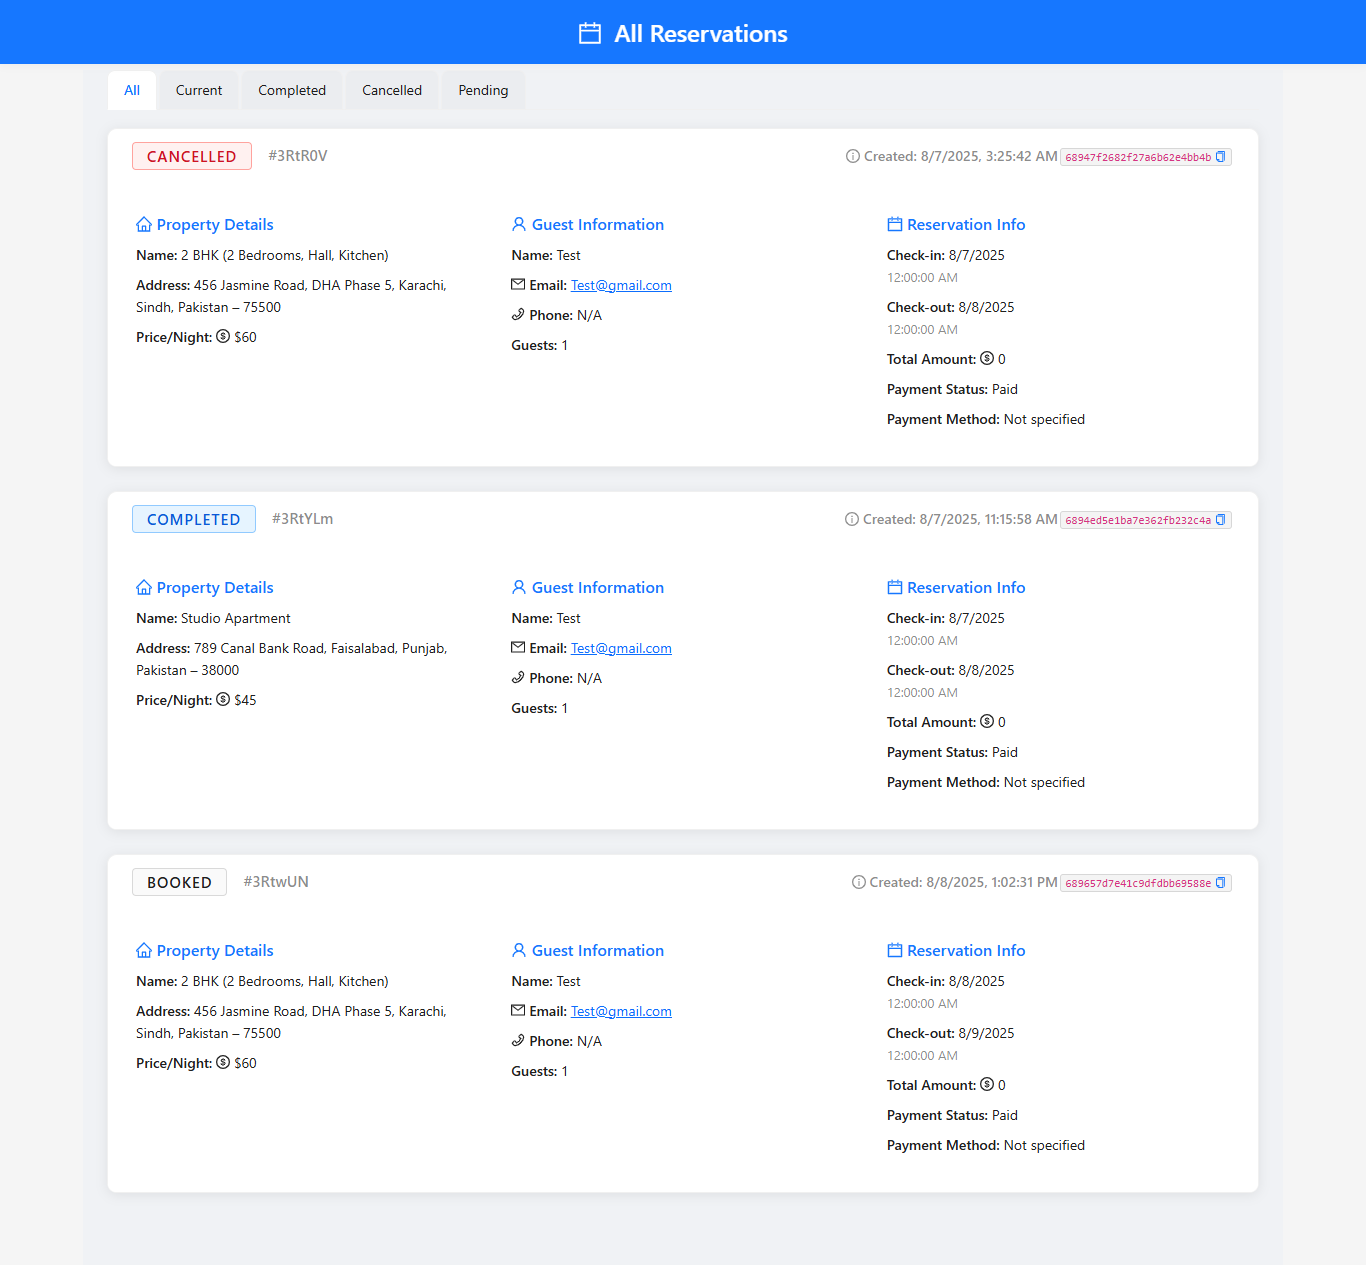 All Reservations
All
Current
Completed
Cancelled
Pending
CANCELLED #3RtR0V
Created: 8/7/2025, 3:25:42 AM 68947f2682f27a6b62e4bb4b
Property Details
Name: 2 BHK (2 Bedrooms, Hall, Kitchen)
Address: 456 Jasmine Road, DHA Phase 5, Karachi,
Sindh, Pakistan – 75500
Price/Night: $60
Guest Information
Name: Test
Email: Test@gmail.com
Phone: N/A
Guests: 1
Reservation Info
Check-in: 8/7/2025
12:00:00 AM
Check-out: 8/8/2025
12:00:00 AM
Total Amount: 0
Payment Status: Paid
Payment Method: Not specified
COMPLETED #3RtYLm
Created: 8/7/2025, 11:15:58 AM 6894ed5e1ba7e362fb232c4a
Property Details
Name: Studio Apartment
Address: 789 Canal Bank Road, Faisalabad, Punjab,
Pakistan – 38000
Price/Night: $45
Guest Information
Name: Test
Email: Test@gmail.com
Phone: N/A
Guests: 1
Reservation Info
Check-in: 8/7/2025
12:00:00 AM
Check-out: 8/8/2025
12:00:00 AM
Total Amount: 0
Payment Status: Paid
Payment Method: Not specified
BOOKED #3RtwUN
Created: 8/8/2025, 1:02:31 PM 689657d7e41c9dfdbb69588e
Property Details
Name: 2 BHK (2 Bedrooms, Hall, Kitchen)
Address: 456 Jasmine Road, DHA Phase 5, Karachi,
Sindh, Pakistan – 75500
Price/Night: $60
Guest Information
Name: Test
Email: Test@gmail.com
Phone: N/A
Guests: 1
Reservation Info
Check-in: 8/8/2025
12:00:00 AM
Check-out: 8/9/2025
12:00:00 AM
Total Amount: 0
Payment Status: Paid
Payment Method: Not specified